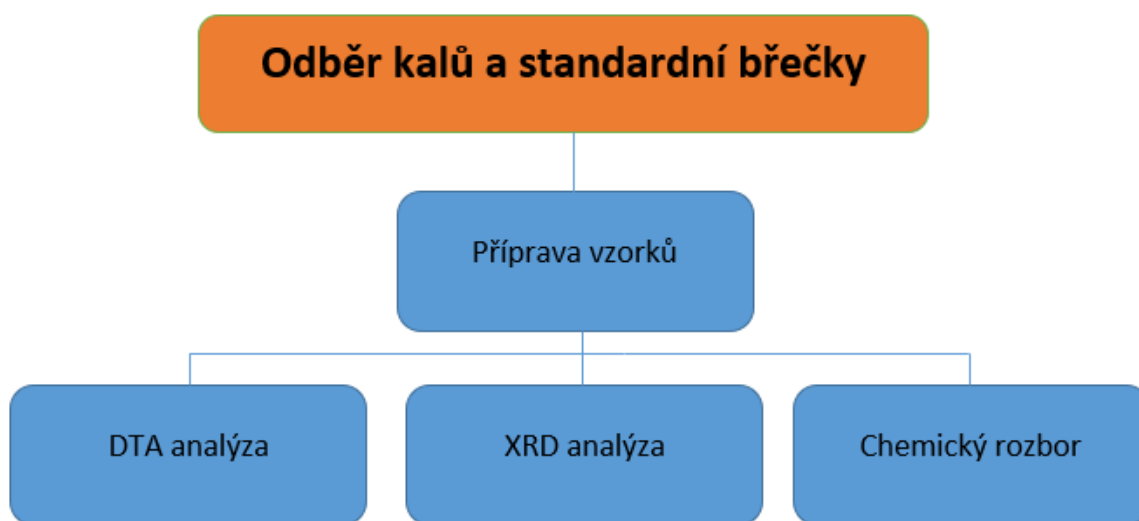 Odběr kalů a standardní břečky
Příprava vzorků
DTA analýza
XRD analýza
Chemický rozbor